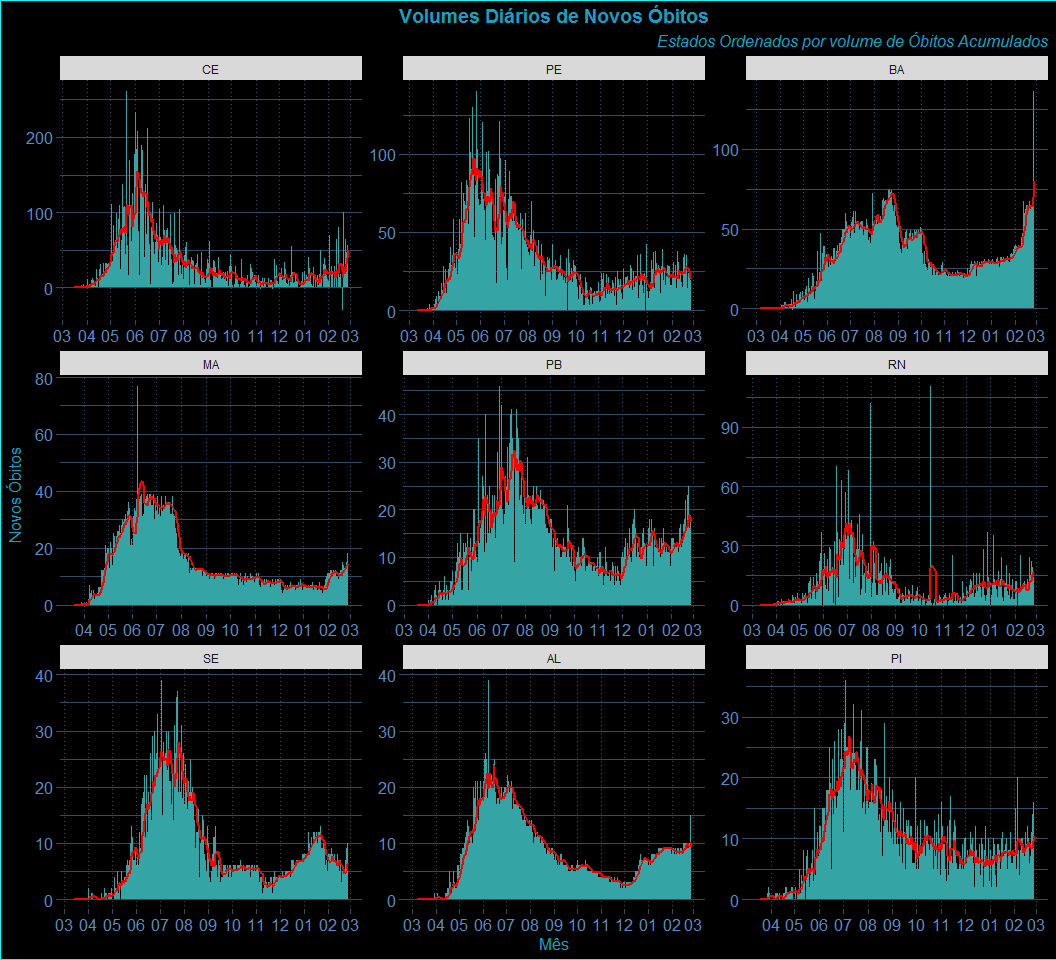 Volumes Diários de Novos Óbitos
Estados Ordenados por volume de Óbitos Acumulados
CE PE BA
200
100
0
100
50
0
100
50
0
03 04 05 06 07 08 09 10 11 12 01 02 03
03 04 05 06 07 08 09 10 11 12 01 02 03
03 04 05 06 07 08 09 10 11 12 01 02 03
MA PB RN
80
60
40
20
0
40
30
20
10
0
90
60
30
0
04 05 06 07 08 09 10 11 12 01 02 03
03 04 05 06 07 08 09 10 11 12 01 02 03
03 04 05 06 07 08 09 10 11 12 01 02 03
SE AL PI
40
30
20
10
0
40
30
20
10
0
30
20
10
0
03 04 05 06 07 08 09 10 11 12 01 02 03
03 04 05 06 07 08 09 10 11 12 01 02 03
04 05 06 07 08 09 10 11 12 01 02 03
Novos Óbitos
Mês